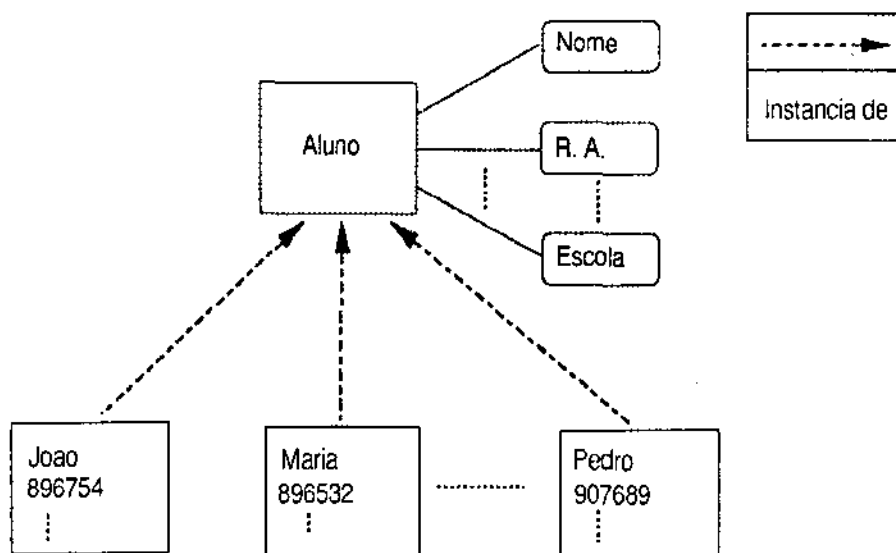 Nome
Instancia de
Aluno
R. A.
Escola
Joao
896754
Maria
896532
Pedro
907689